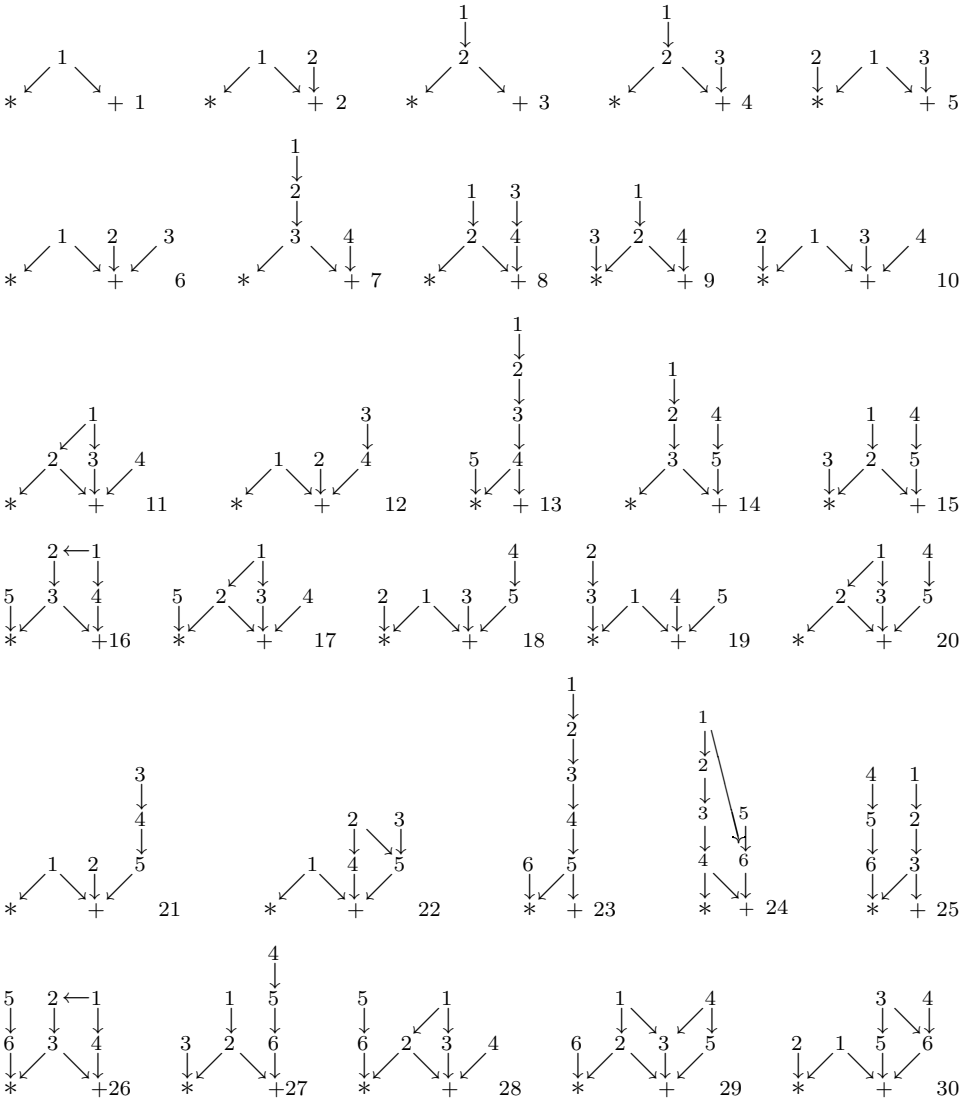 1
1 2 1 2 1 3
2 2 3
* + 1 * + 2 * + 3 * + 4 * + 5
1
2 1 3 1
1 2 3 3 4 2 4 3 2 4 2 1 3 4
* + 6 * + 7 * + 8 * + 9 * + 10
1
2 1
1 3 3 2 4 1 4
2 3 4 1 2 4 5 4 3 5 3 2 5
* + 11 * + 12 * + 13 * + 14 * + 15
2 1 1 4 2 1 4
5 3 4 5 2 3 4 2 1 3 5 3 1 4 5 2 3 5
* +16 * + 17 * + 18 * + 19 * + 20
1
2 1
3 3 2 4 1
4 2 3 4 3 5 5 2
1 2 5 1 4 5 6 5 4 6 6 3
* + 21 * + 22 * + 23 * + 24 * + 25
4
5 2 1 1 5 5 1 1 4 3 4
6 3 4 3 2 6 6 2 3 4 6 2 3 5 2 1 5 6
* +26 * +27 * + 28 * + 29 * + 30